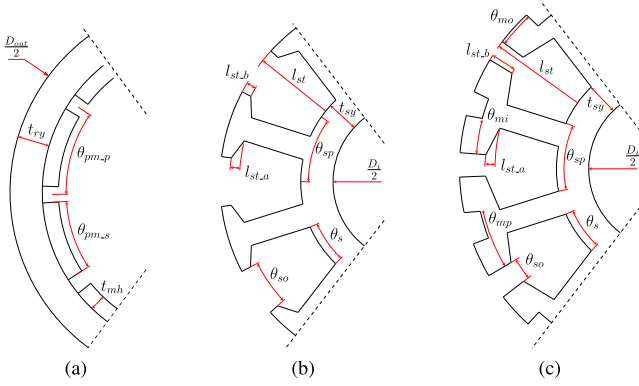 D_out/2
t_ry
θ_pm_p
θ_pm_s
t_mh
(a)
l_st_b
l_st
t_sy
θ_sp
l_st_a
D_i/2
θ_s
θ_so
(b)
θ_mo
l_st_b
l_st
t_sy
θ_mi
θ_sp
l_st_a
D_i/2
θ_mp
θ_s
θ_so
(c)